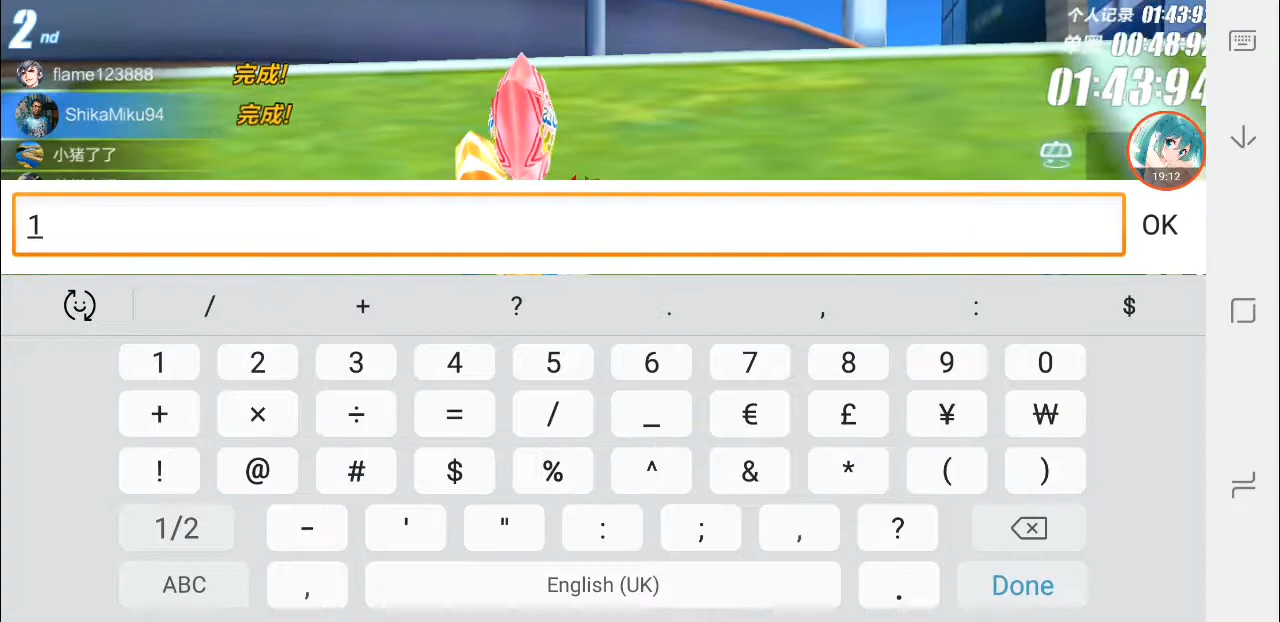 2 nd
个人记录 01:43:9
单圈 00:48:9
01:43:94
flame123888 完成!
ShikaMiku94 完成!
小猪了了
19:12
1
OK
/ + ? . , : $
1 2 3 4 5 6 7 8 9 0
+ × ÷ = / _ € £ ¥ ₩
! @ # $ % ^ & * ( )
1/2 - ' " : ; , ?
ABC , English (UK) . Done